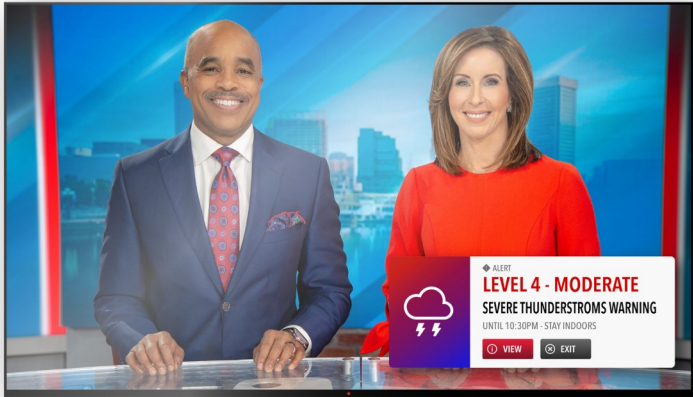 ALERT
LEVEL 4 - MODERATE
SEVERE THUNDERSTROMS WARNING
UNTIL 10:30PM - STAY INDOORS
VIEW
EXIT